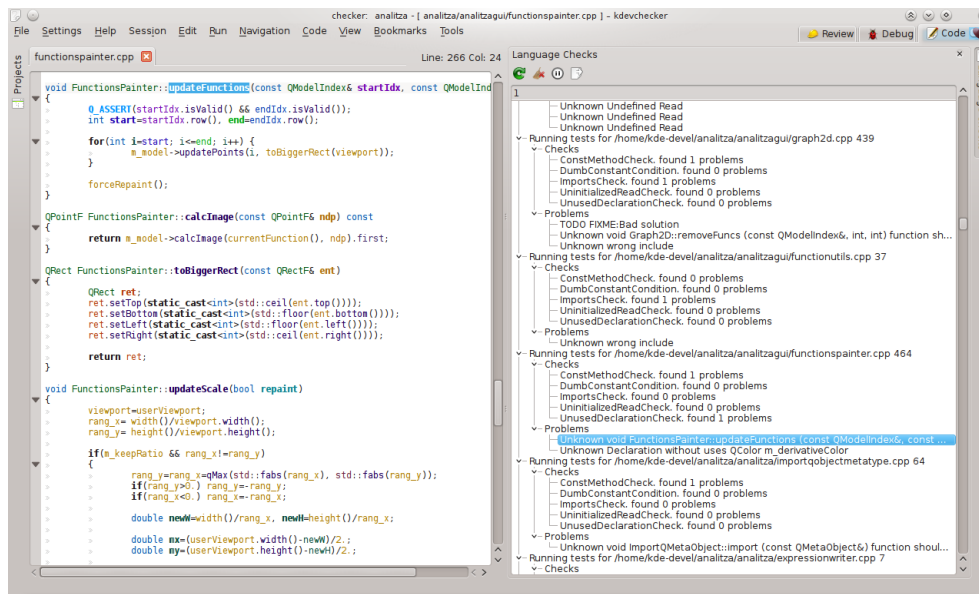 checker: analitza - [ analitza/analitzagui/functionspainter.cpp ] – kdevchecker
File Settings Help Session Edit Run Navigation Code View Bookmarks Tools
Review Debug Code
Projects
functionspainter.cpp Line: 266 Col: 24
void FunctionsPainter::updateFunctions(const QModelIndex& startIdx, const QModelInd
{
Q_ASSERT(startIdx.isValid() && endIdx.isValid());
int start=startIdx.row(), end=endIdx.row();
for(int i=start; i<=end; i++) {
m_model->updatePoints(i, toBiggerRect(viewport));
}
forceRepaint();
}
QPointF FunctionsPainter::calcImage(const QPointF& ndp) const
{
return m_model->calcImage(currentFunction(), ndp).first;
}
QRect FunctionsPainter::toBiggerRect(const QRectF& ent)
{
QRect ret;
ret.setTop(static_cast<int>(std::ceil(ent.top())));
ret.setBottom(static_cast<int>(std::floor(ent.bottom())));
ret.setLeft(static_cast<int>(std::floor(ent.left())));
ret.setRight(static_cast<int>(std::ceil(ent.right())));
return ret;
}
void FunctionsPainter::updateScale(bool repaint)
{
viewport=userViewport;
rang_x= width()/viewport.width();
rang_y= height()/viewport.height();
if(m_keepRatio && rang_x!=rang_y)
{
rang_y=rang_x=qMax(std::fabs(rang_x), std::fabs(rang_y));
if(rang_y>0.) rang_y=-rang_y;
if(rang_x<0.) rang_x=-rang_x;
double newW=width()/rang_x, newH=height()/rang_x;
double mx=(userViewport.width()-newW)/2.;
double my=(userViewport.height()-newH)/2.;
Language Checks
1
Unknown Undefined Read
Unknown Undefined Read
Unknown Undefined Read
Running tests for /home/kde-devel/analitza/analitzagui/graph2d.cpp 439
Checks
ConstMethodCheck. found 1 problems
DumbConstantCondition. found 0 problems
ImportsCheck. found 1 problems
UninitializedReadCheck. found 0 problems
UnusedDeclarationCheck. found 0 problems
Problems
TODO FIXME:Bad solution
Unknown void Graph2D::removeFuncs (const QModelIndex&, int, int) function sh...
Unknown wrong include
Running tests for /home/kde-devel/analitza/analitzagui/functionutils.cpp 37
Checks
ConstMethodCheck. found 0 problems
DumbConstantCondition. found 0 problems
ImportsCheck. found 1 problems
UninitializedReadCheck. found 0 problems
UnusedDeclarationCheck. found 0 problems
Problems
Unknown wrong include
Running tests for /home/kde-devel/analitza/analitzagui/functionspainter.cpp 464
Checks
ConstMethodCheck. found 1 problems
DumbConstantCondition. found 0 problems
ImportsCheck. found 0 problems
UninitializedReadCheck. found 0 problems
UnusedDeclarationCheck. found 1 problems
Problems
Unknown void FunctionsPainter::updateFunctions (const QModelIndex&, const ...
Unknown Declaration without uses QColor m_derivativeColor
Running tests for /home/kde-devel/analitza/analitza/importqobjectmetatype.cpp 64
Checks
ConstMethodCheck. found 1 problems
DumbConstantCondition. found 0 problems
ImportsCheck. found 0 problems
UninitializedReadCheck. found 0 problems
UnusedDeclarationCheck. found 0 problems
Problems
Unknown void ImportQMetaObject::import (const QMetaObject&) function shoul...
Running tests for /home/kde-devel/analitza/analitza/expressionwriter.cpp 7
Checks